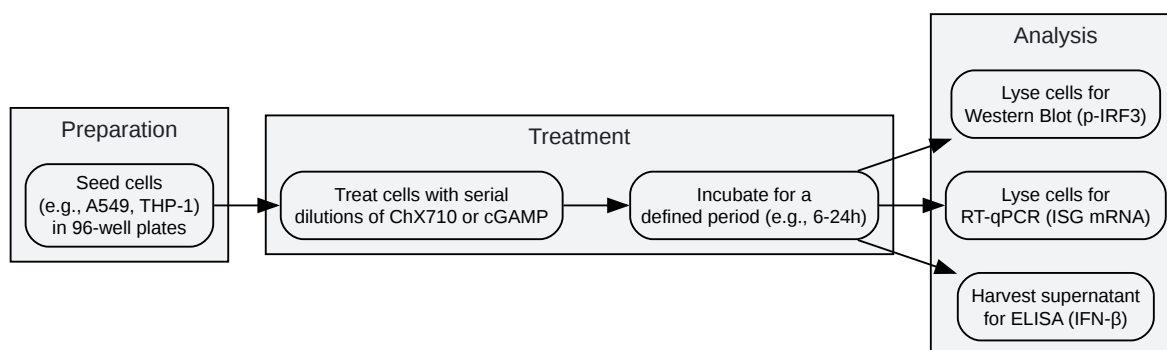 Preparation
Seed cells
(e.g., A549, THP-1)
in 96-well plates
Treatment
Treat cells with serial
dilutions of ChX710 or cGAMP
Incubate for a
defined period (e.g., 6-24h)
Analysis
Lyse cells for
Western Blot (p-IRF3)
Lyse cells for
RT-qPCR (ISG mRNA)
Harvest supernatant
for ELISA (IFN-β)